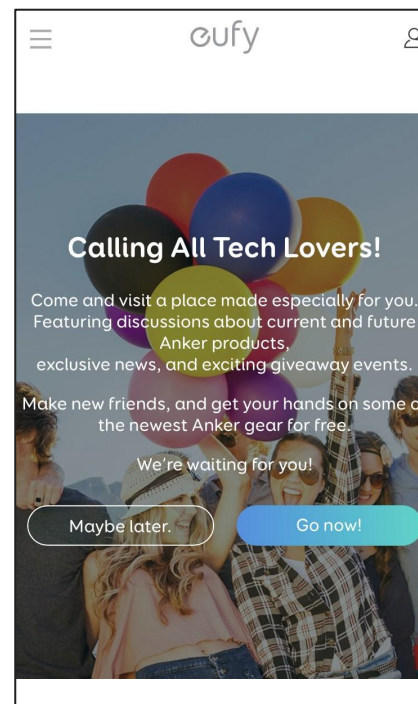 eufy
Calling All Tech Lovers!
Come and visit a place made especially for you.
Featuring discussions about current and future
Anker products,
exclusive news, and exciting giveaway events.
Make new friends, and get your hands on some o
the newest Anker gear for free.
We're waiting for you!
Maybe later.
Go now!